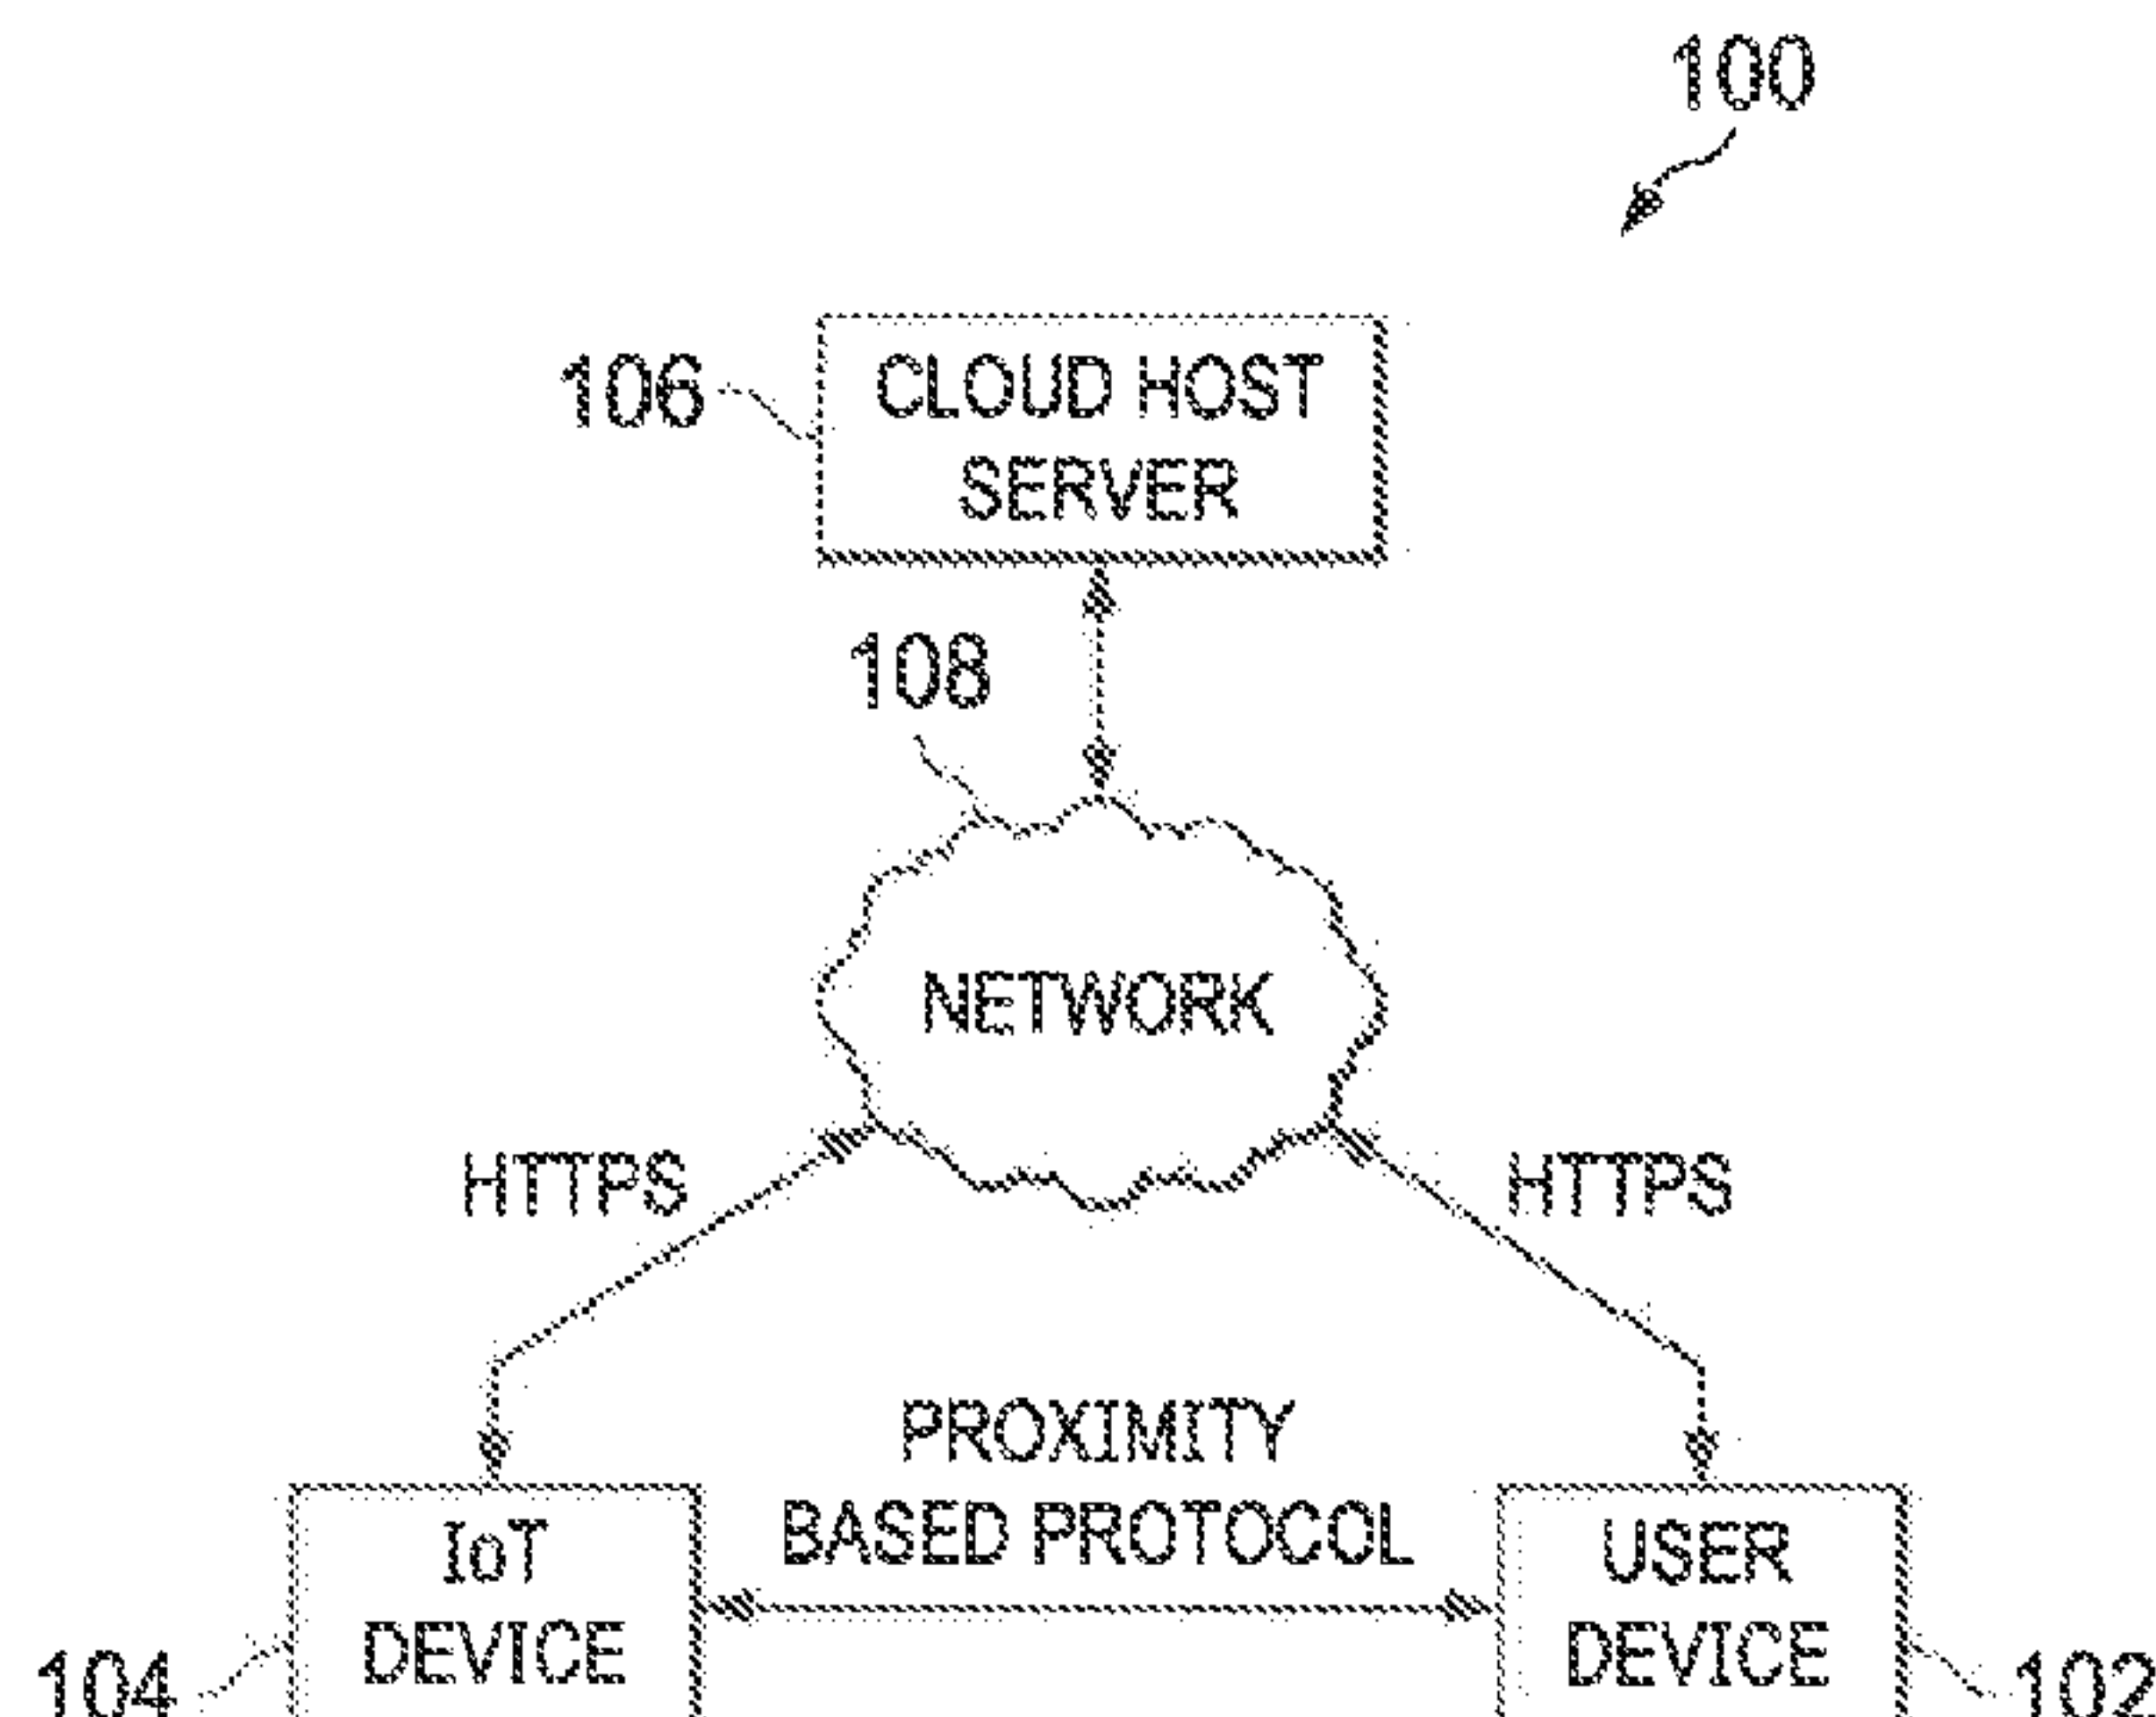 100
106
CLOUD HOST
SERVER
108
NETWORK
HTTPS
HTTPS
PROXIMITY
BASED PROTOCOL
IoT
DEVICE
USER
DEVICE
104
102